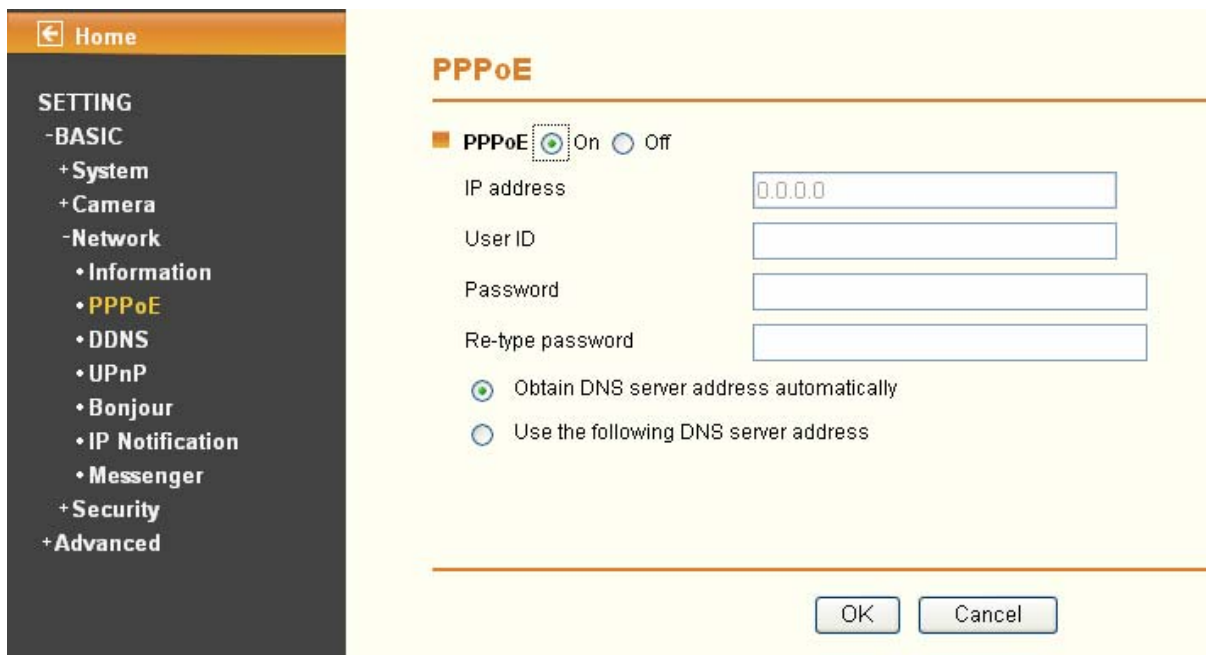 Home
SETTING
-BASIC
+System
+Camera
-Network
•Information
•PPPoE
•DDNS
•UPnP
•Bonjour
•IP Notification
•Messenger
+Security
+Advanced
PPPoE
PPPoE On Off
IP address 0.0.0.0
User ID
Password
Re-type password
Obtain DNS server address automatically
Use the following DNS server address
OK Cancel